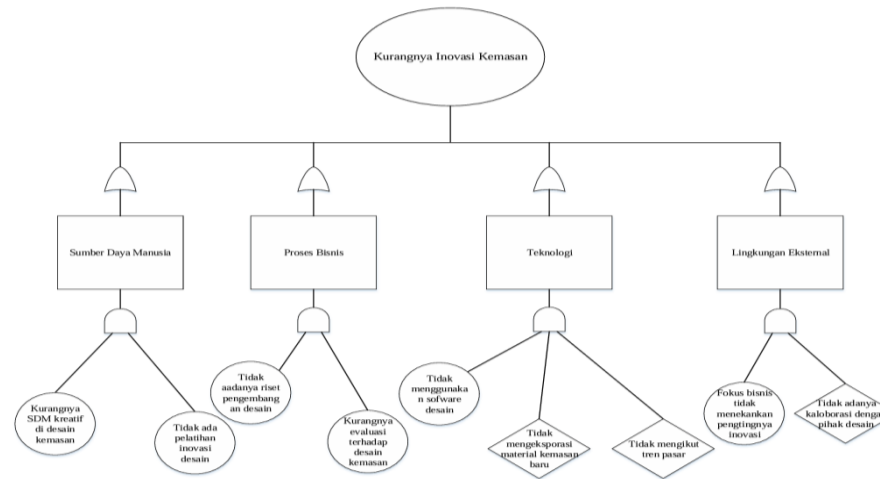 Kurangnya Inovasi Kemasan
Sumber Daya Manusia
Proses Bisnis
Teknologi
Lingkungan Eksternal
Kurangnya
SDM kreatif
di desain
kemasan
Tidak ada
pelatihan
inovasi
desain
Tidak
aadanya riset
pengembang
an desain
Kurangnya
evaluasi
terhadap
desain
kemasan
Tidak
menggunaka
n sofware
desain
Tidak
mengeksporasi
material kemasan
baru
Tidak mengikut
tren pasar
Fokus bisnis
tidak
menekankan
pengtingnya
inovasi
Tidak adanya
kaloborasi denga
pihak desain